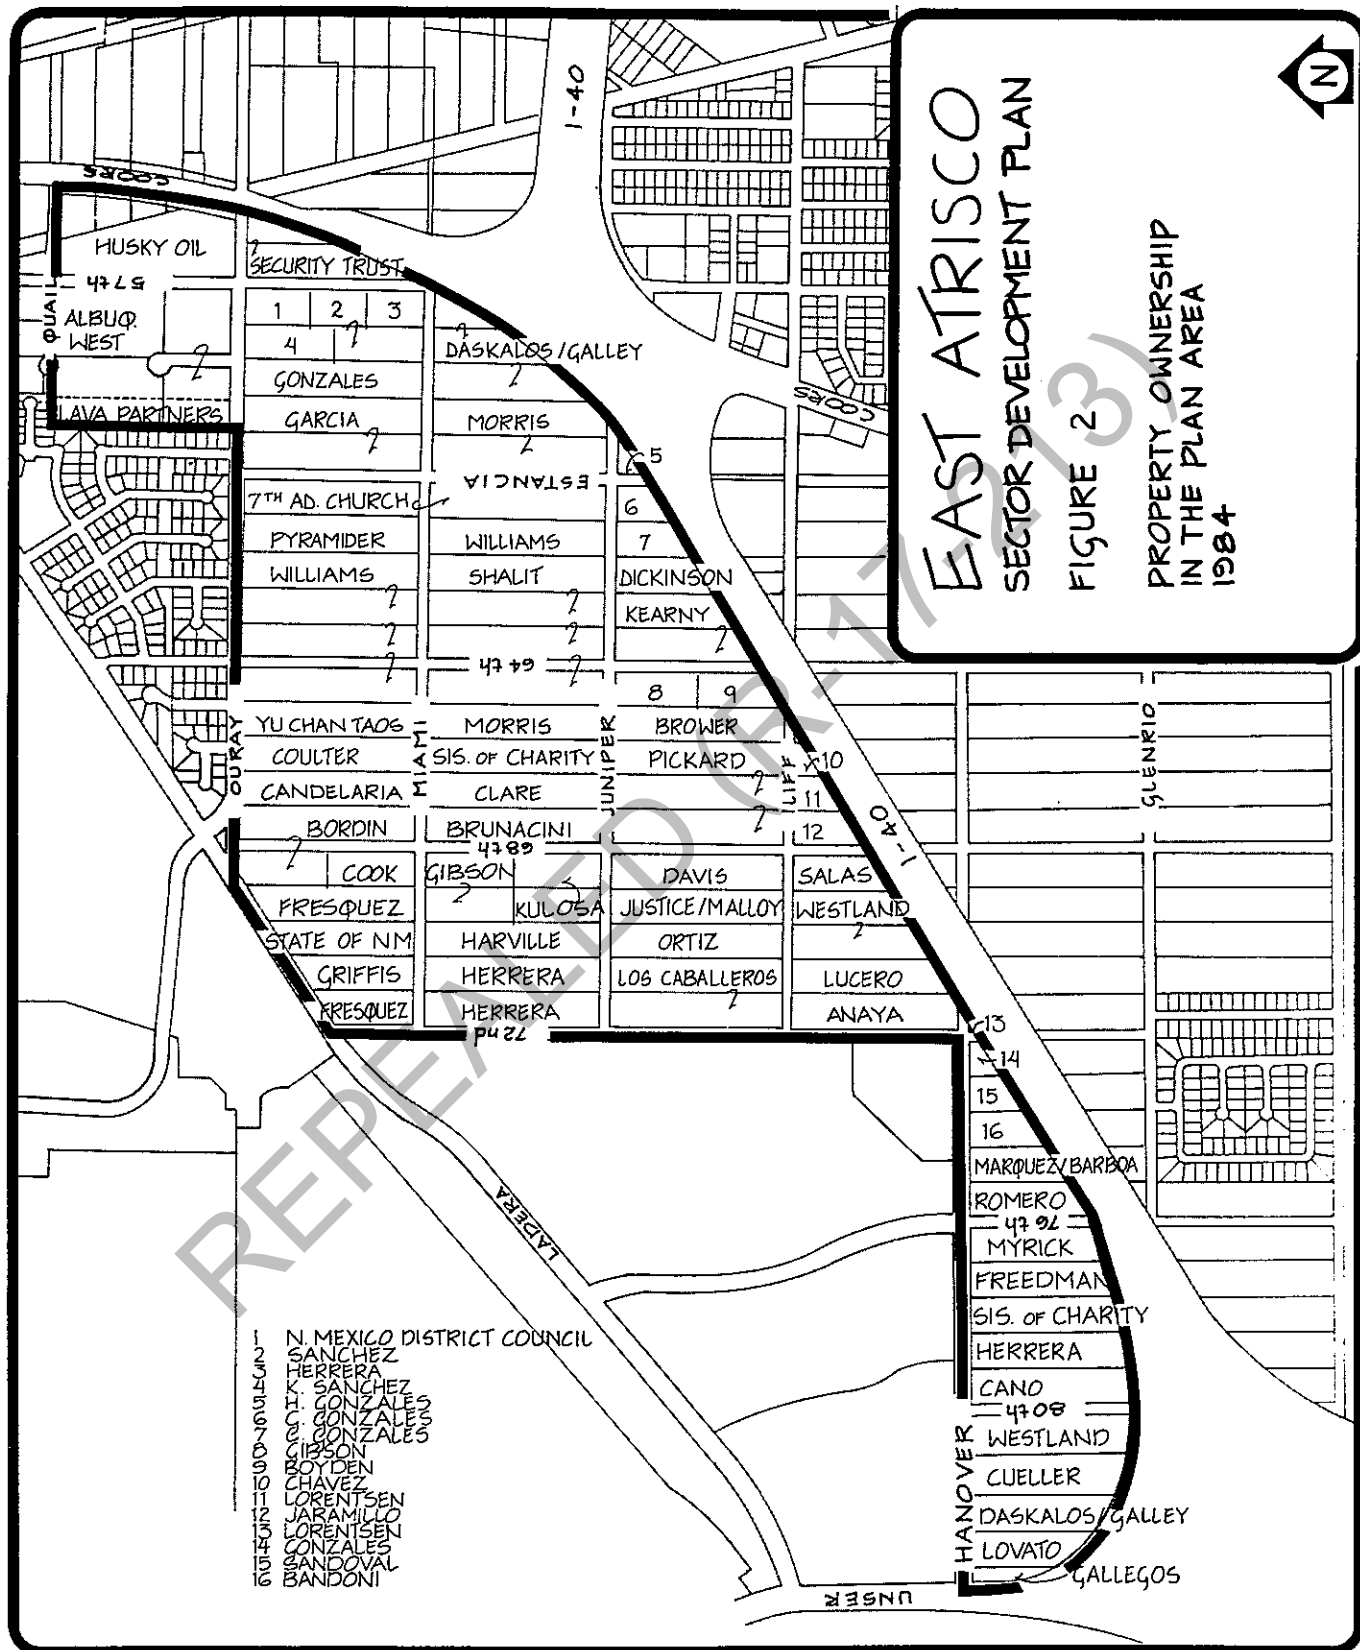 EAST ATRISCO
SECTOR DEVELOPMENT PLAN
FIGURE 2
PROPERTY OWNERSHIP
IN THE PLAN AREA
1984
N
REPEALED (R-17-213)
I-40
COORS
HUSKY OIL
57th
QUAIL
ALBUQ.
WEST
LAVA PARTNERS
SECURITY TRUST
1
2
3
4
GONZALES
GARCIA
DASKALOS/GALLEY
MORRIS
COORS
5
ESTANCIA
7TH AD. CHURCH
6
PYRAMIDER
WILLIAMS
7
WILLIAMS
SHALIT
DICKINSON
KEARNY
64th
8
9
OURAY
YU CHAN TAOS
MIAMI
MORRIS
JUNIPER
BROWER
COULTER
SIS. OF CHARITY
PICKARD
ILIFF
10
GLENRIO
CANDELARIA
CLARE
11
BORDIN
BRUNACINI
12
I-40
68th
COOK
GIBSON
DAVIS
SALAS
FRESQUEZ
KULOSA
JUSTICE/MALLOY
WESTLAND
STATE OF NM
HARVILLE
ORTIZ
GRIFFIS
HERRERA
LOS CABALLEROS
LUCERO
FRESQUEZ
HERRERA
ANAYA
72nd
13
14
15
16
MARQUEZ/BARBOA
ROMERO
76th
MYRICK
FREEDMAN
SIS. OF CHARITY
HERRERA
CANO
80th
WESTLAND
CUELLER
DASKALOS/GALLEY
LOVATO
GALLEGOS
HANOVER
UNSER
LADERA
1 N. MEXICO DISTRICT COUNCIL
2 SANCHEZ
3 HERRERA
4 K. SANCHEZ
5 H. GONZALES
6 C. GONZALES
7 C. GONZALES
8 GIBSON
9 BOYDEN
10 CHAVEZ
11 LORENTSEN
12 JARAMILLO
13 LORENTSEN
14 GONZALES
15 SANDOVAL
16 BANDONI